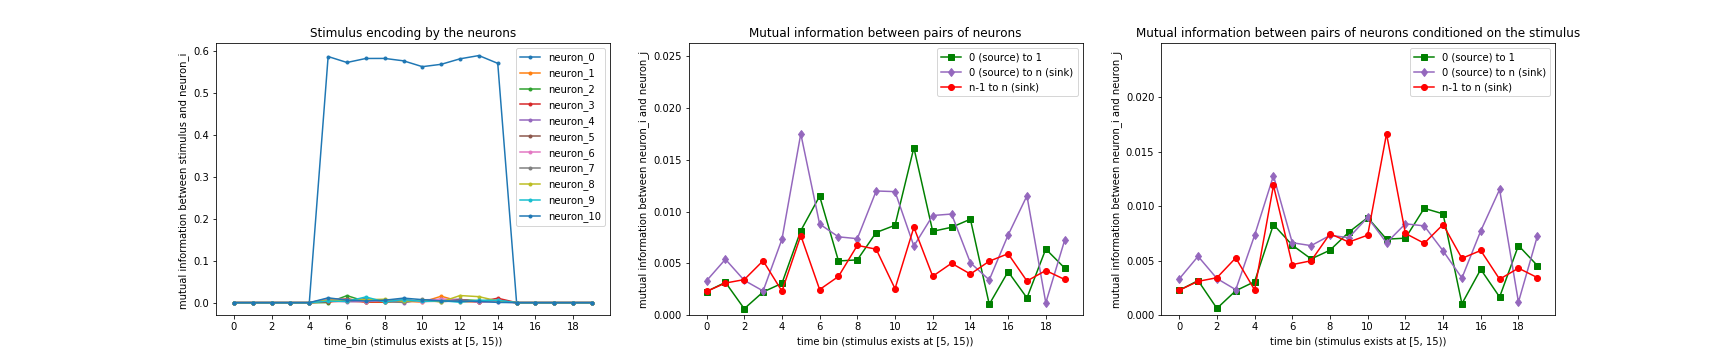 Stimulus encoding by the neurons
mutual information between stimulus and neuron_i
0.6
0.5
0.4
0.3
0.2
0.1
0.0
0 2 4 6 8 10 12 14 16 18
time_bin (stimulus exists at [5, 15))
neuron_0
neuron_1
neuron_2
neuron_3
neuron_4
neuron_5
neuron_6
neuron_7
neuron_8
neuron_9
neuron_10
Mutual information between pairs of neurons
mutual information between neuron_i and neuron_j
0.025
0.020
0.015
0.010
0.005
0.000
0 2 4 6 8 10 12 14 16 18
time bin (stimulus exists at [5, 15))
0 (source) to 1
0 (source) to n (sink)
n-1 to n (sink)
Mutual information between pairs of neurons conditioned on the stimulus
mutual information between neuron_i and neuron_j
0.020
0.015
0.010
0.005
0.000
0 2 4 6 8 10 12 14 16 18
time bin (stimulus exists at [5, 15))
0 (source) to 1
0 (source) to n (sink)
n-1 to n (sink)